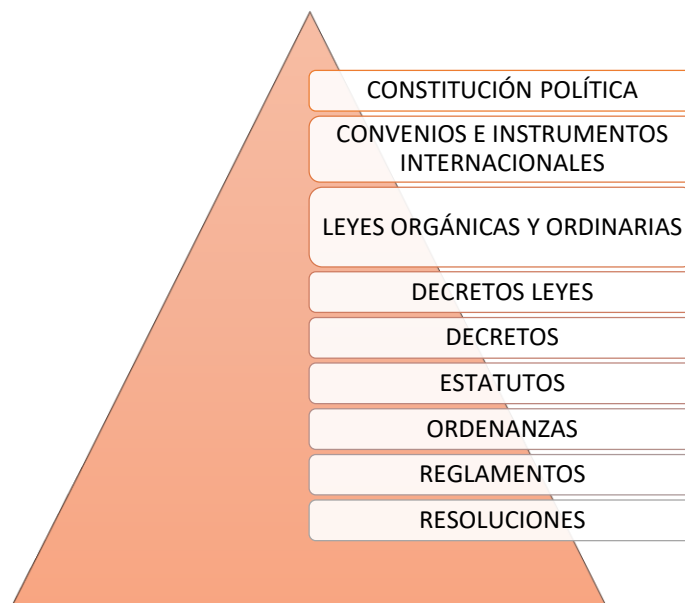 CONSTITUCIÓN POLÍTICA
CONVENIOS E INSTRUMENTOS
INTERNACIONALES
LEYES ORGÁNICAS Y ORDINARIAS
DECRETOS LEYES
DECRETOS
ESTATUTOS
ORDENANZAS
REGLAMENTOS
RESOLUCIONES